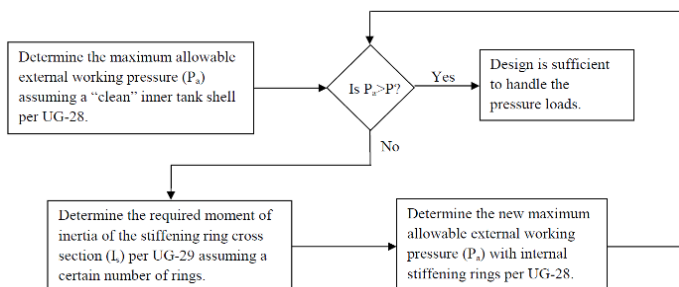 Determine the maximum allowable
external working pressure (Pₐ)
assuming a “clean” inner tank shell
per UG-28.
Is Pₐ>P?
Yes
Design is sufficient
to handle the
pressure loads.
No
Determine the required moment of
inertia of the stiffening ring cross
section (Iₛ) per UG-29 assuming a
certain number of rings.
Determine the new maximum
allowable external working
pressure (Pₐ) with internal
stiffening rings per UG-28.